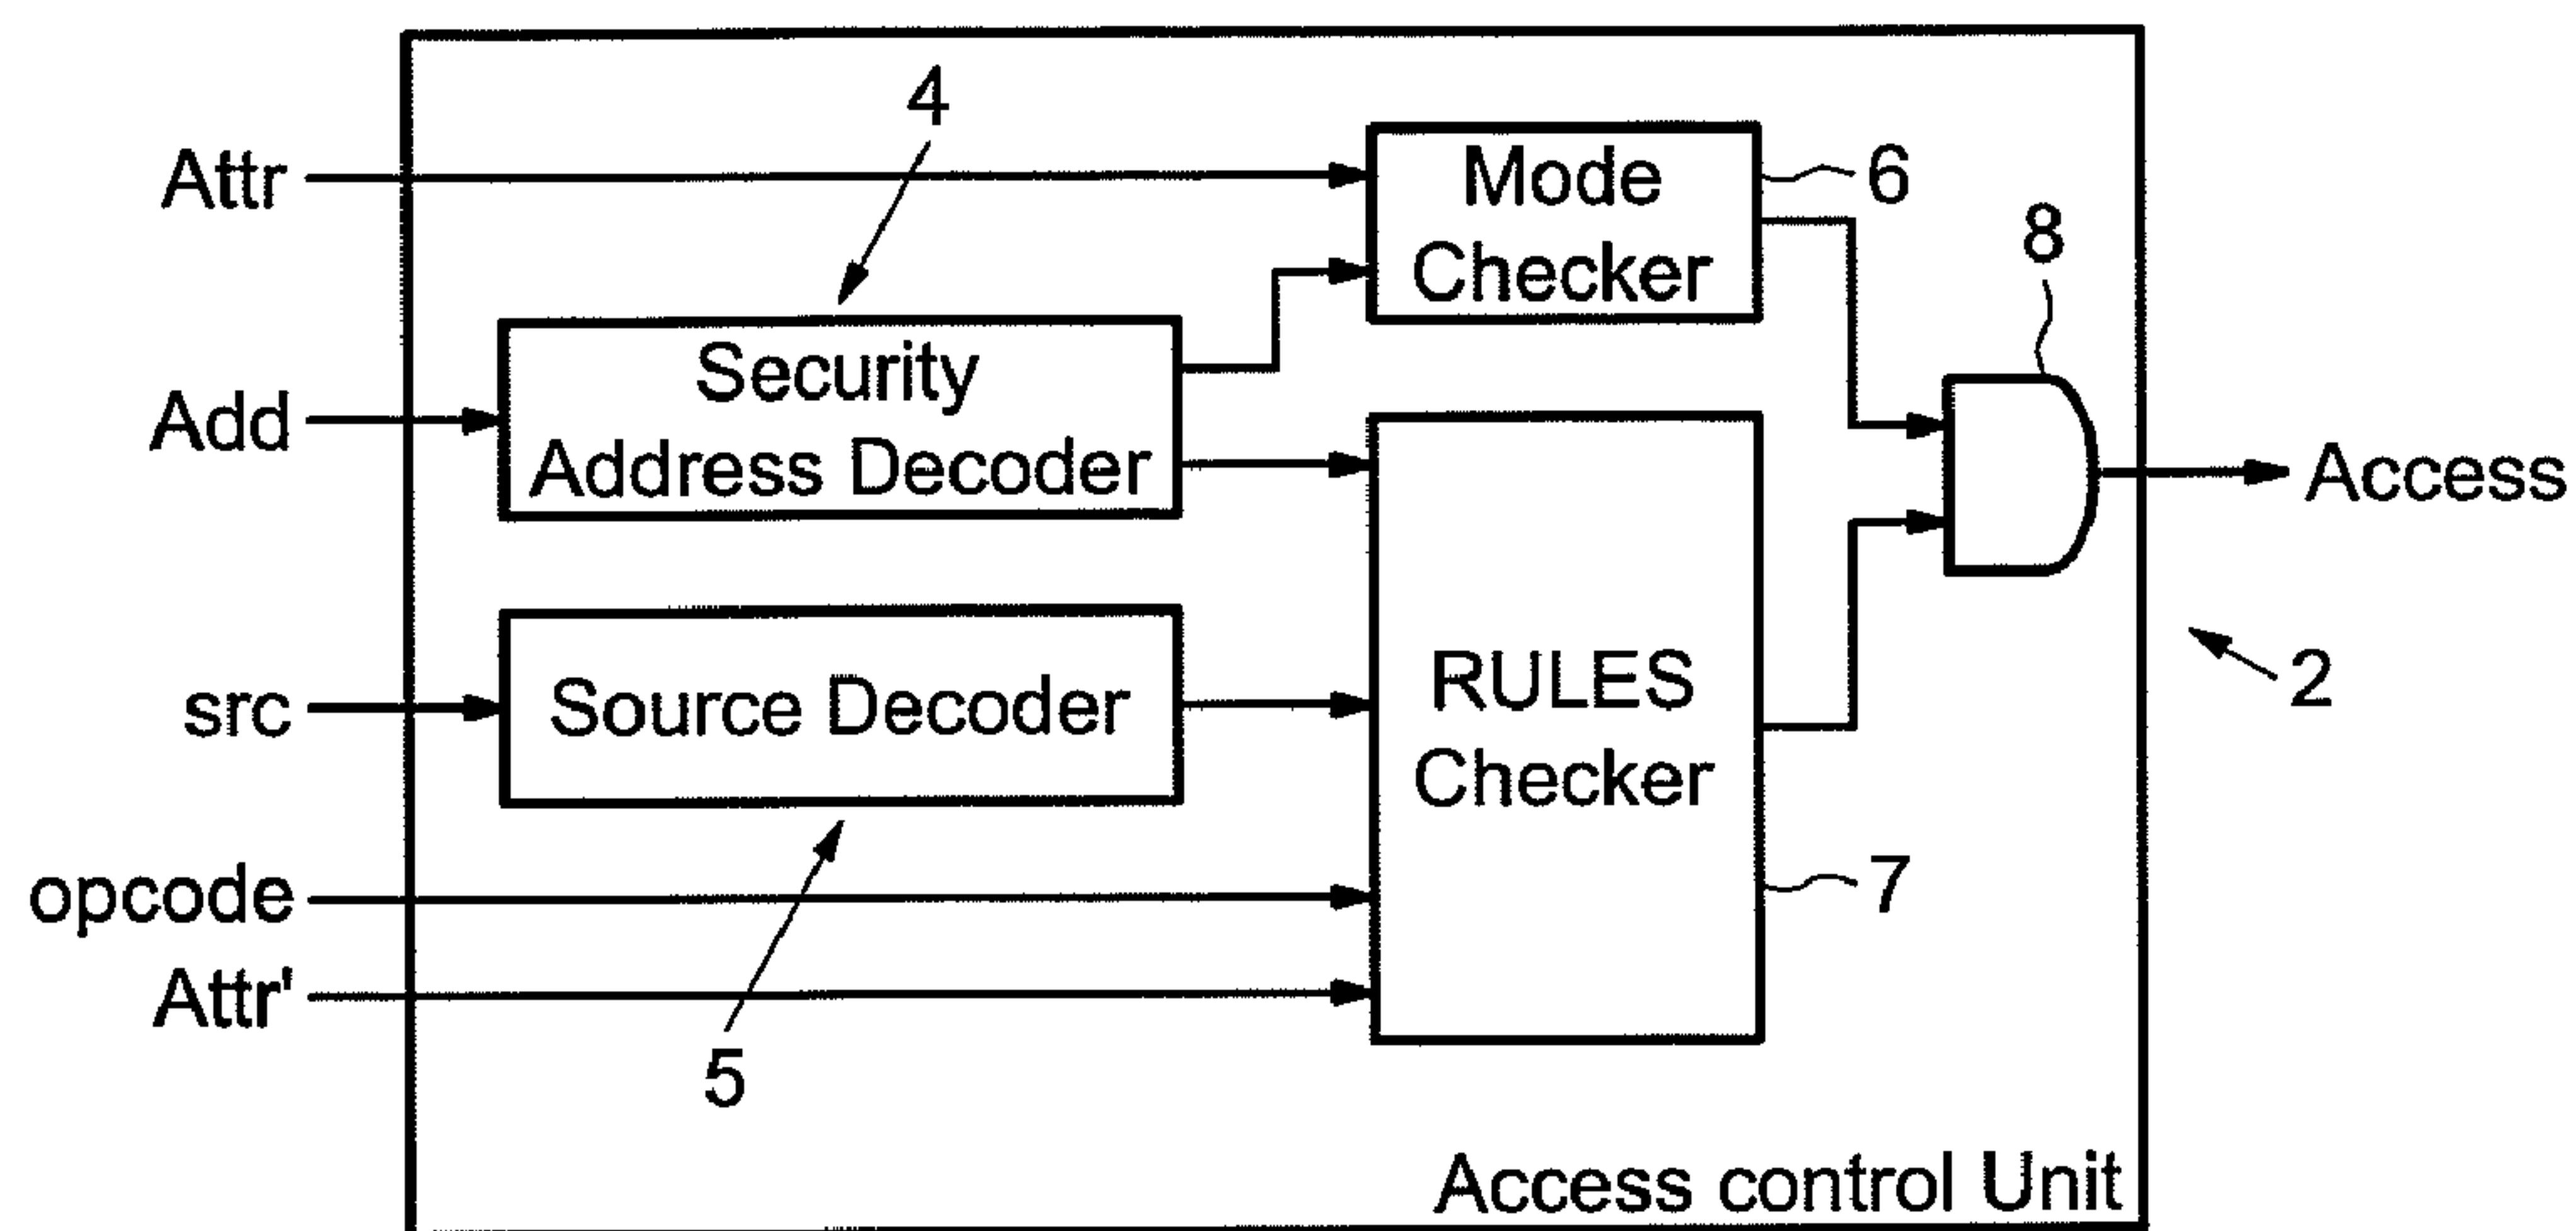 4
Attr
Mode
Checker
6
8
Add
Security
Address Decoder
Access
src
Source Decoder
RULES
Checker
2
opcode
7
Attr'
5
Access control Unit